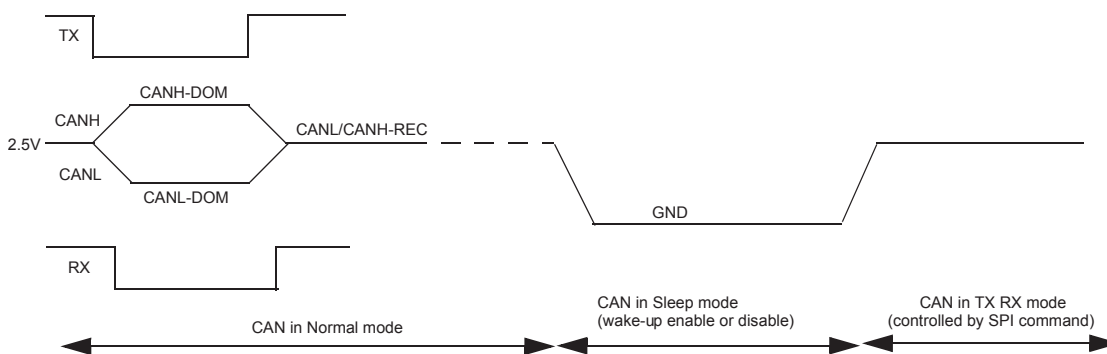 TX
CANH-DOM
CANH
CANL/CANH-REC
2.5V
CANL
CANL-DOM
GND
RX
CAN in Normal mode
CAN in Sleep mode
(wake-up enable or disable)
CAN in TX RX mode
(controlled by SPI command)